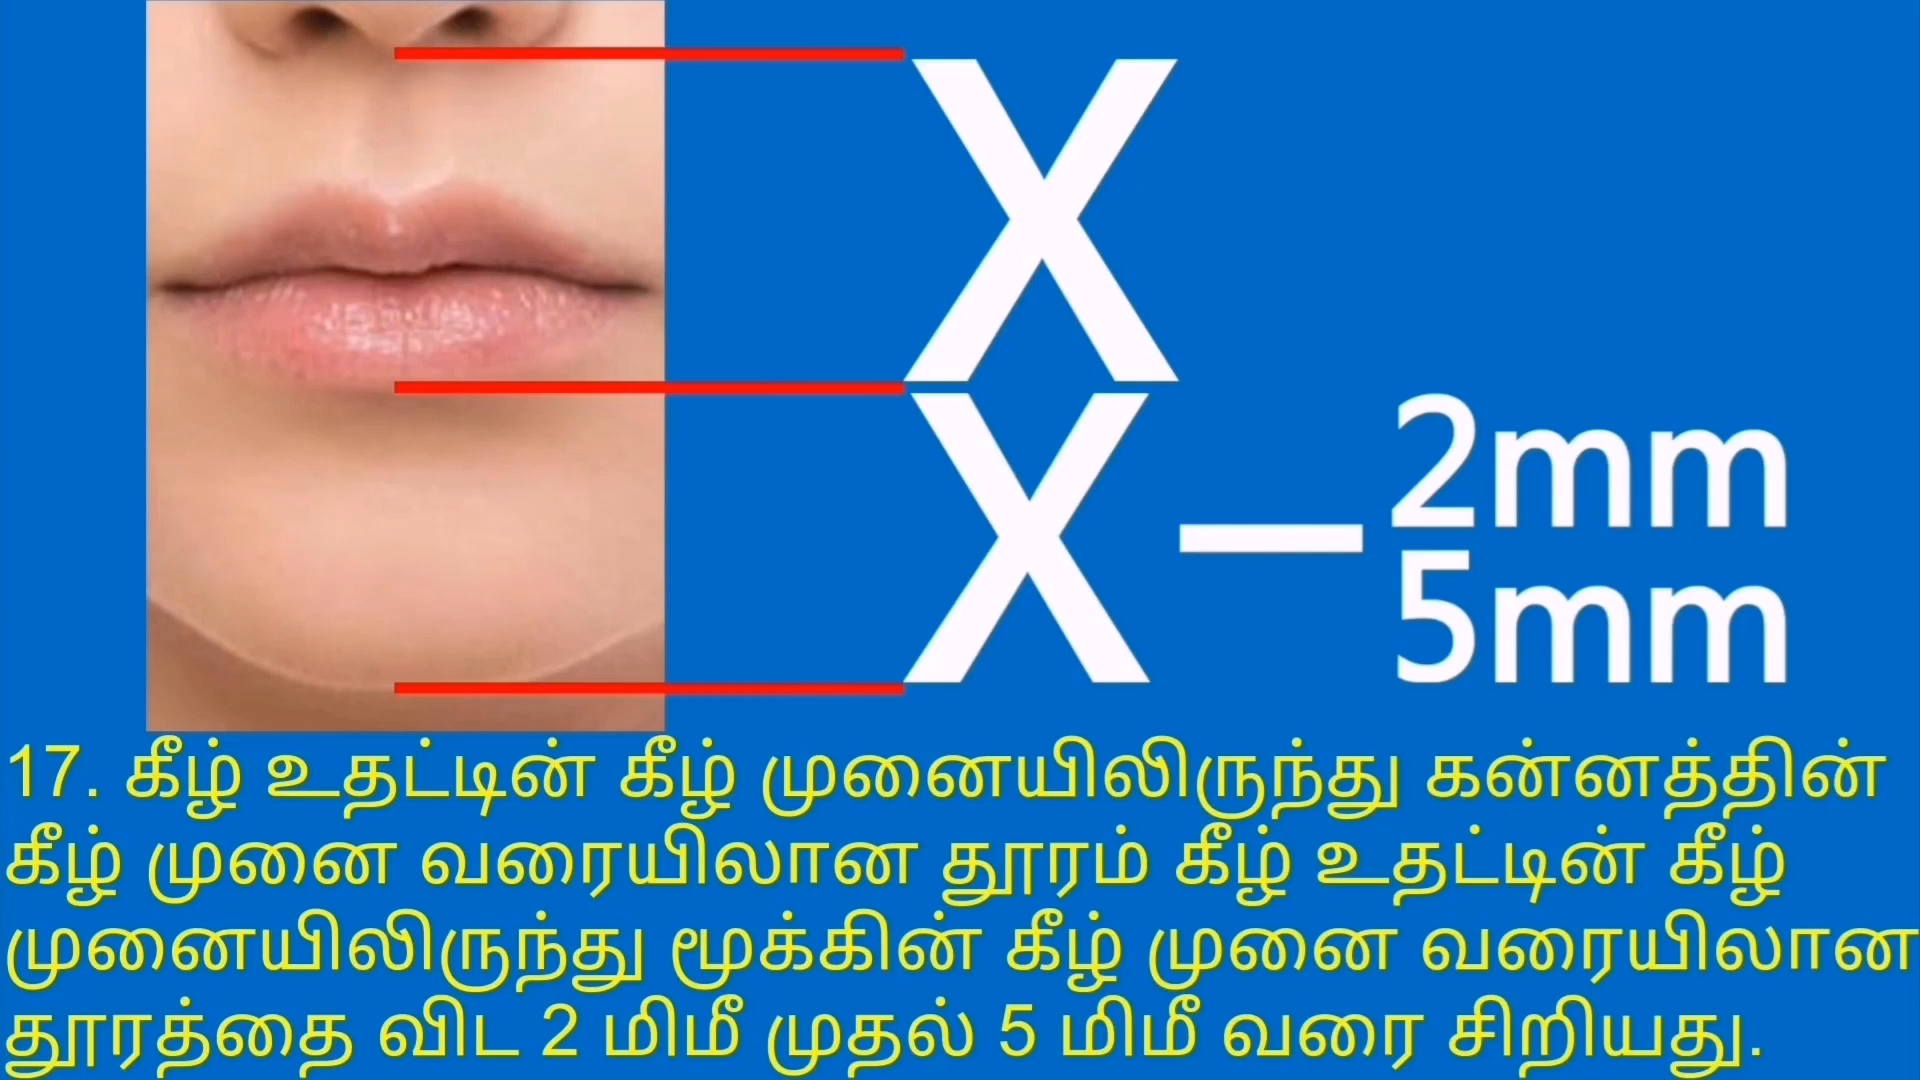 X
X – 2mm
5mm
17. கீழ் உதட்டின் கீழ் முனையிலிருந்து கன்னத்தின்
கீழ் முனை வரையிலான தூரம் கீழ் உதட்டின் கீழ்
முனையிலிருந்து மூக்கின் கீழ் முனை வரையிலான
தூரத்தை விட 2 மிமீ முதல் 5 மிமீ வரை சிறியது.